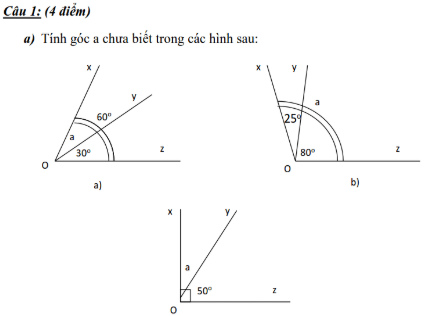 Câu 1: (4 điểm)
a) Tính góc a chưa biết trong các hình sau:
x
y
60°
a
30°
z
O
a)
x
y
a
25°
80°
z
O
b)
x
y
a
50°
z
O